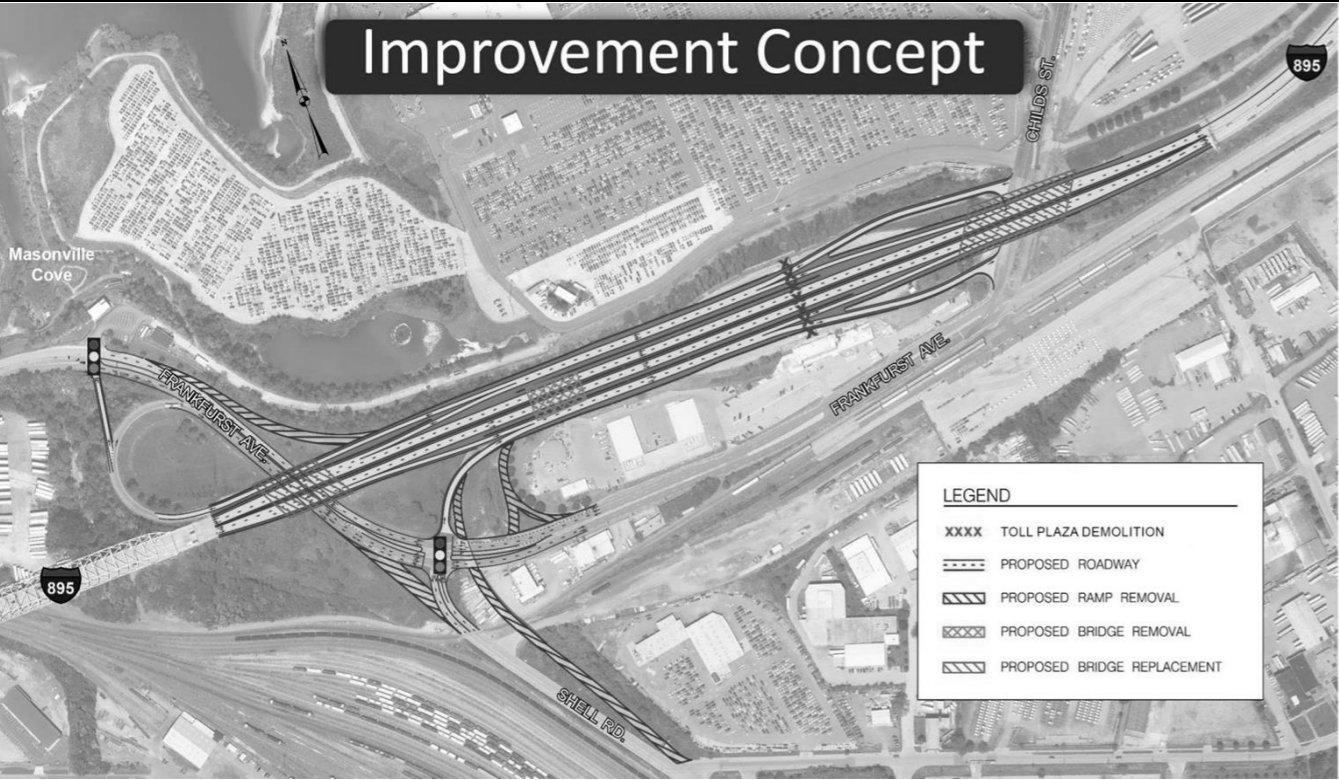 Improvement Concept
N
CHILDS ST.
895
Masonville
Cove
FRANKFURST AVE.
FRANKFURST AVE.
895
SHELL RD.
LEGEND
XXXX TOLL PLAZA DEMOLITION
PROPOSED ROADWAY
PROPOSED RAMP REMOVAL
PROPOSED BRIDGE REMOVAL
PROPOSED BRIDGE REPLACEMENT